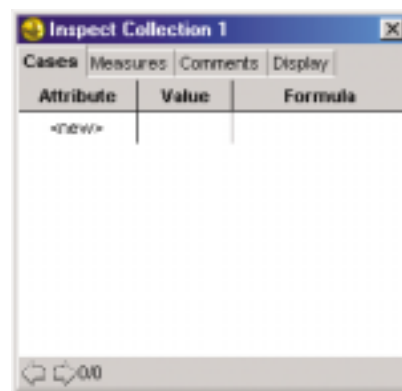 Inspect Collection 1
Cases Measures Comments Display
Attribute Value Formula
<new>
0/0